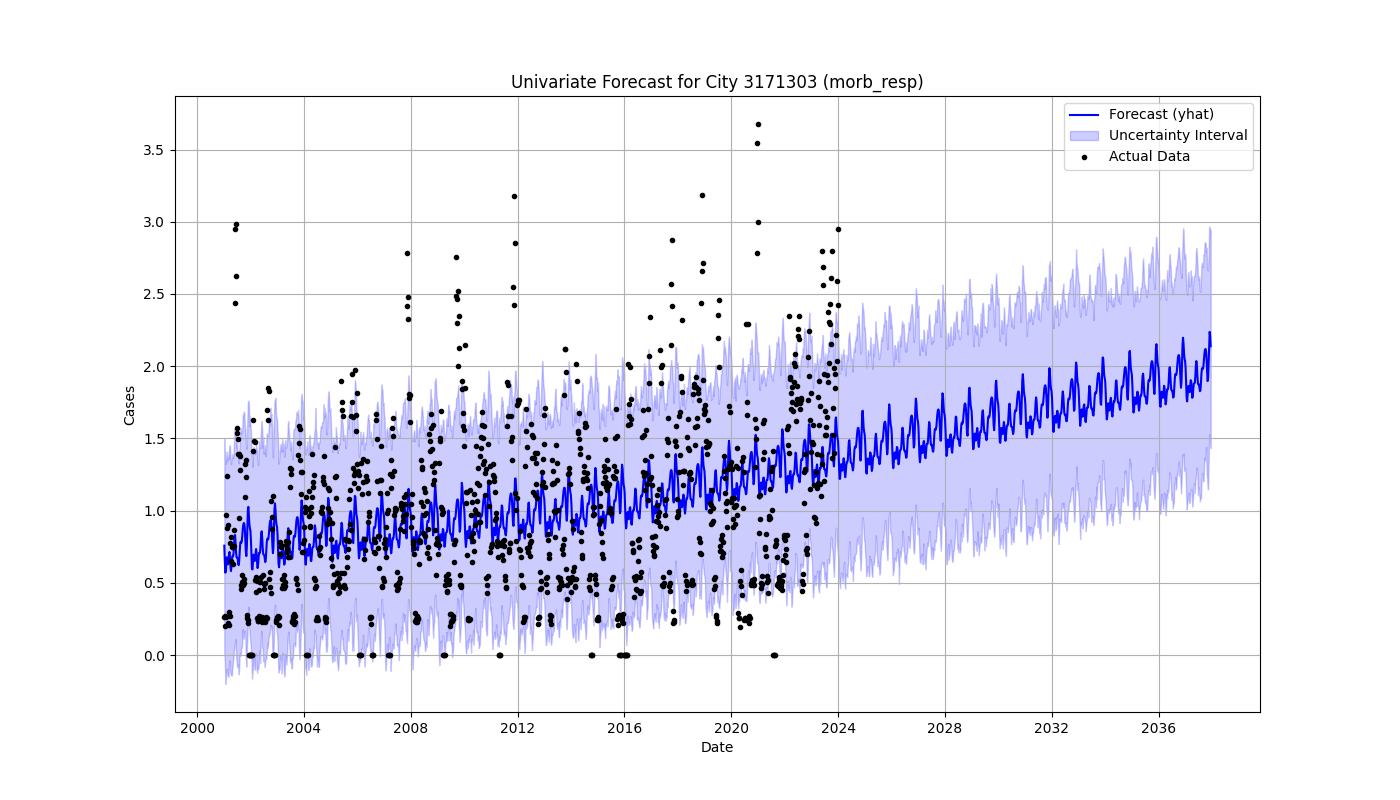 Univariate Forecast for City 3171303 (morb_resp)
Forecast (yhat)
Uncertainty Interval
Actual Data
Cases
3.5
3.0
2.5
2.0
1.5
1.0
0.5
0.0
2000 2004 2008 2012 2016 2020 2024 2028 2032 2036
Date